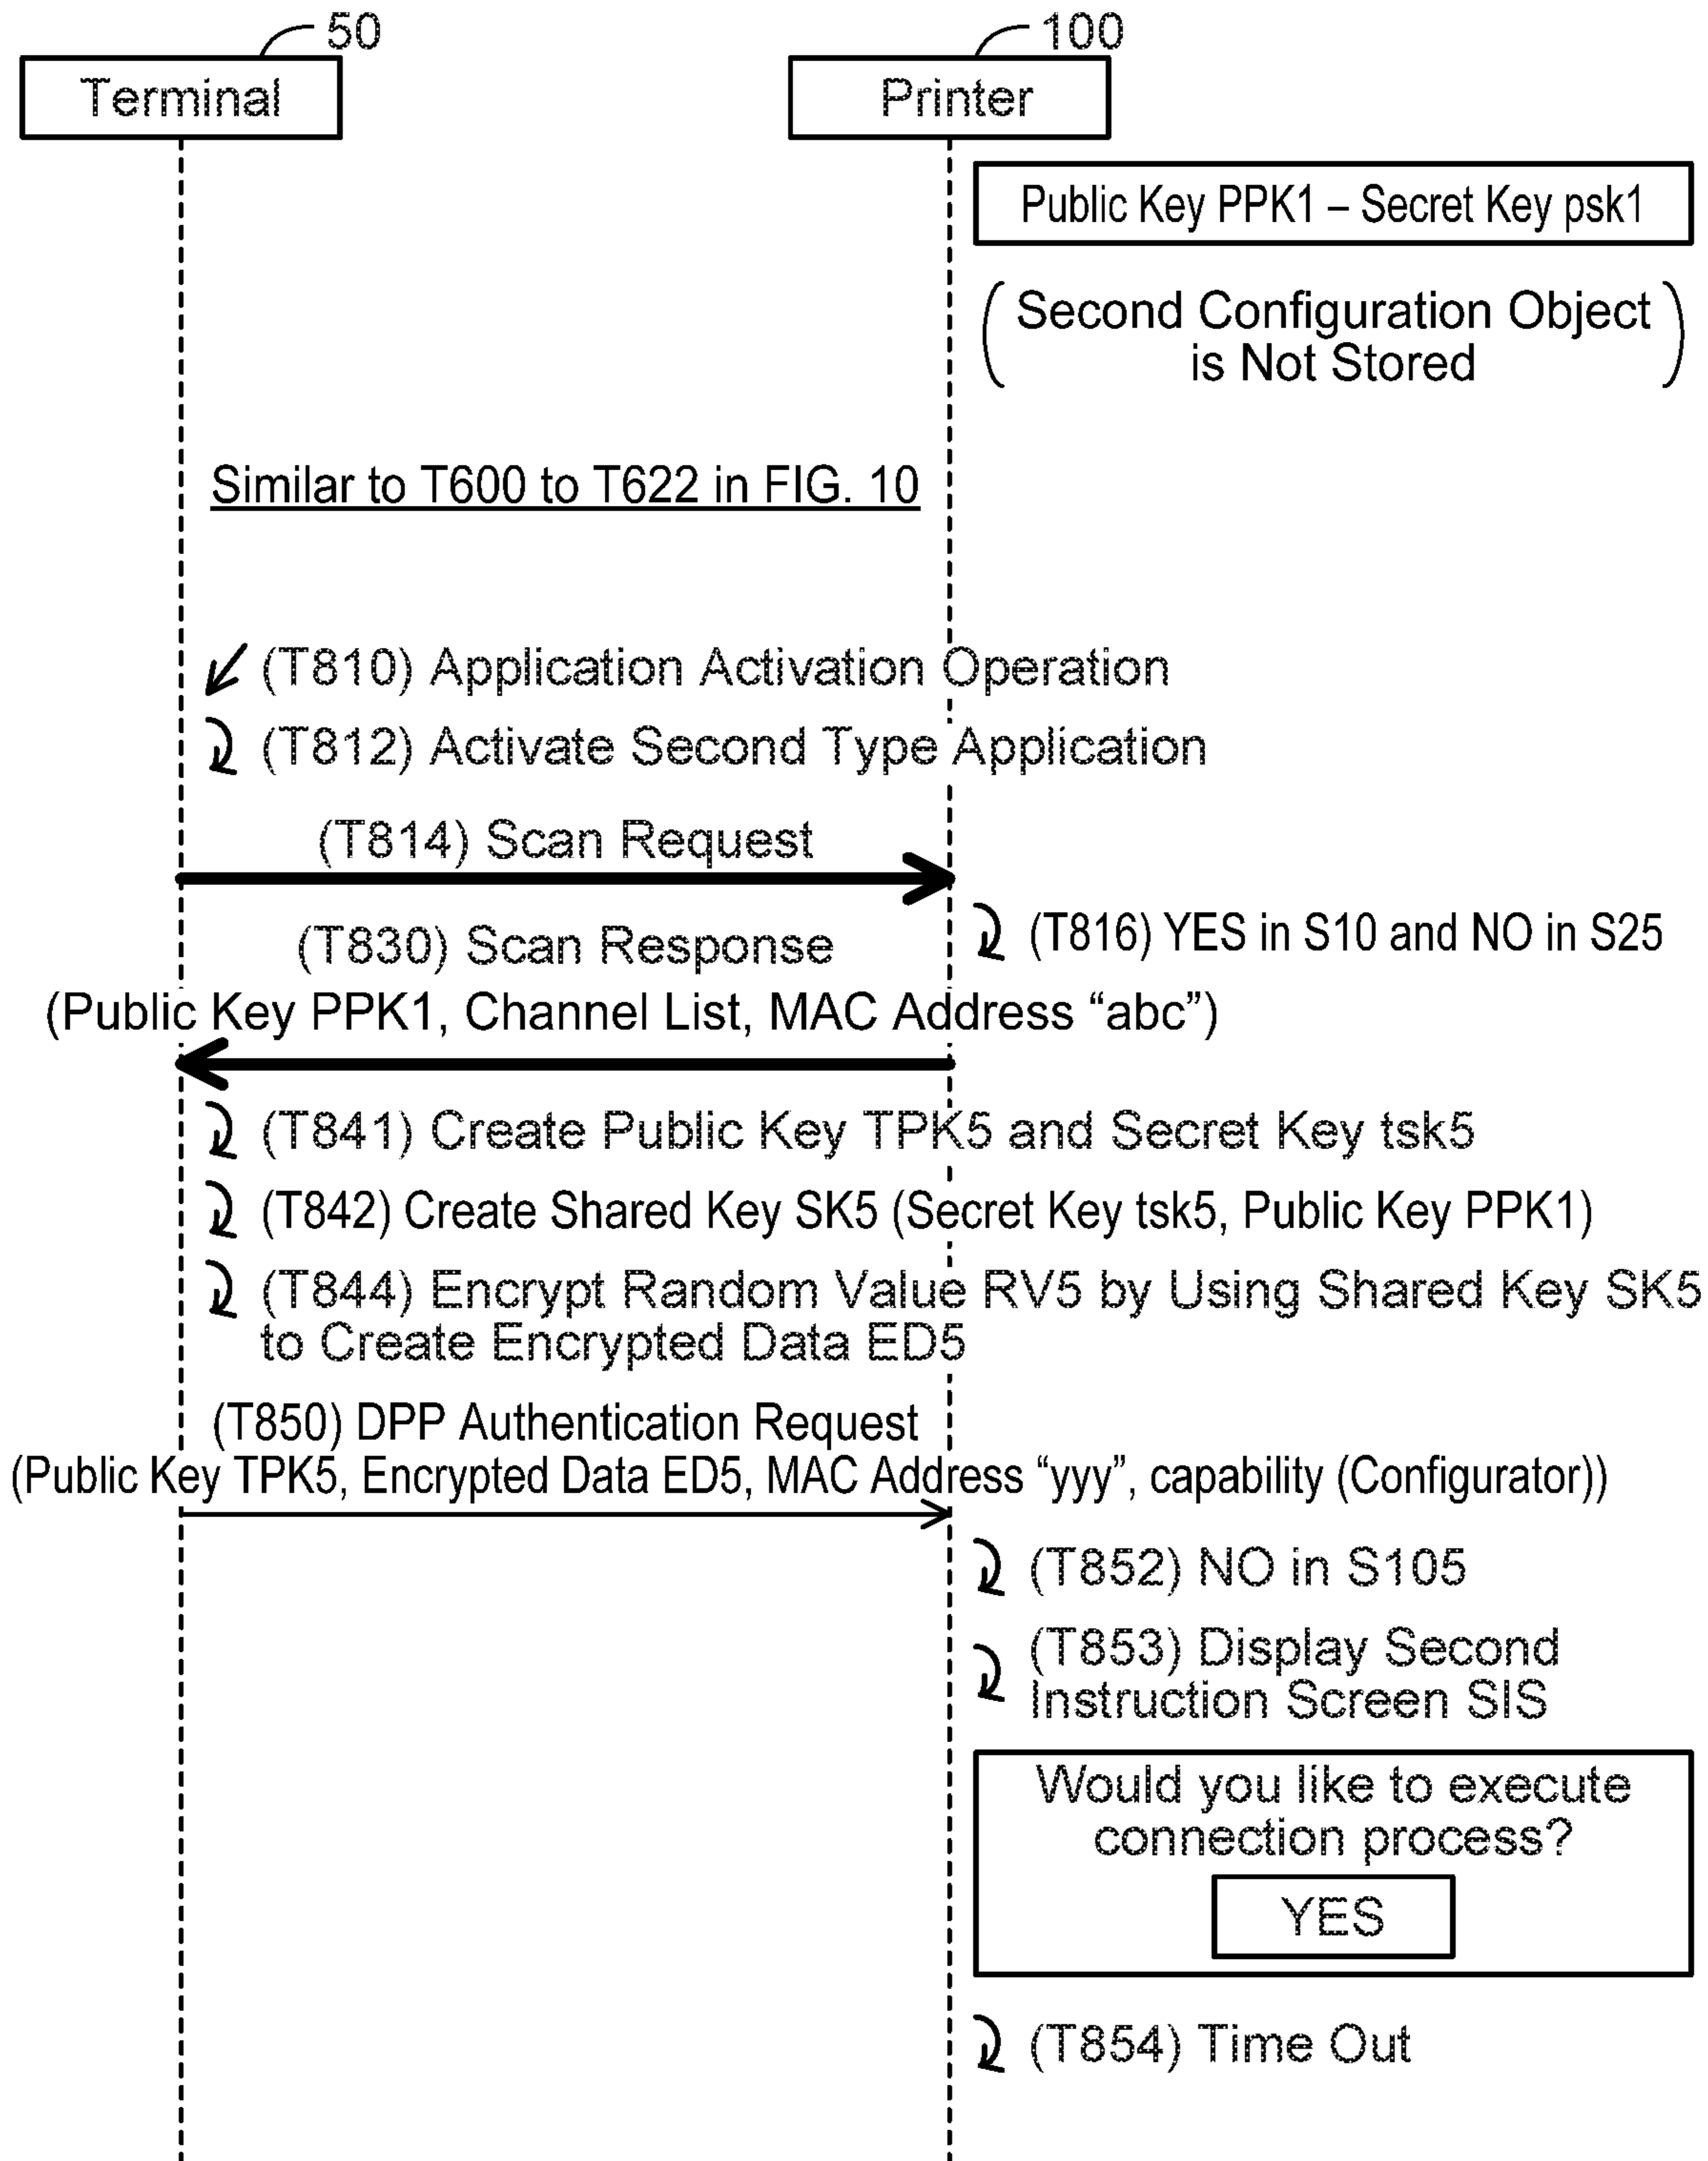 50
100
Terminal
Printer
Public Key PPK1 – Secret Key psk1
(Second Configuration Object
is Not Stored)
Similar to T600 to T622 in FIG. 10
(T810) Application Activation Operation
(T812) Activate Second Type Application
(T814) Scan Request
(T816) YES in S10 and NO in S25
(T830) Scan Response
(Public Key PPK1, Channel List, MAC Address “abc”)
(T841) Create Public Key TPK5 and Secret Key tsk5
(T842) Create Shared Key SK5 (Secret Key tsk5, Public Key PPK1)
(T844) Encrypt Random Value RV5 by Using Shared Key SK5
to Create Encrypted Data ED5
(T850) DPP Authentication Request
(Public Key TPK5, Encrypted Data ED5, MAC Address “yyy”, capability (Configurator))
(T852) NO in S105
(T853) Display Second
Instruction Screen SIS
Would you like to execute
connection process?
YES
(T854) Time Out